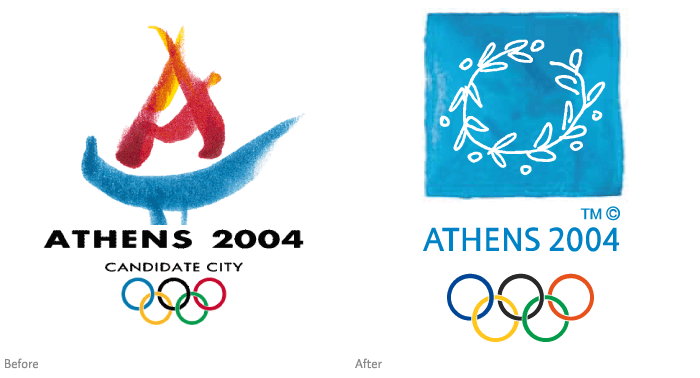 ATHENS 2004
CANDIDATE CITY
Before
TM ©
ATHENS 2004
After